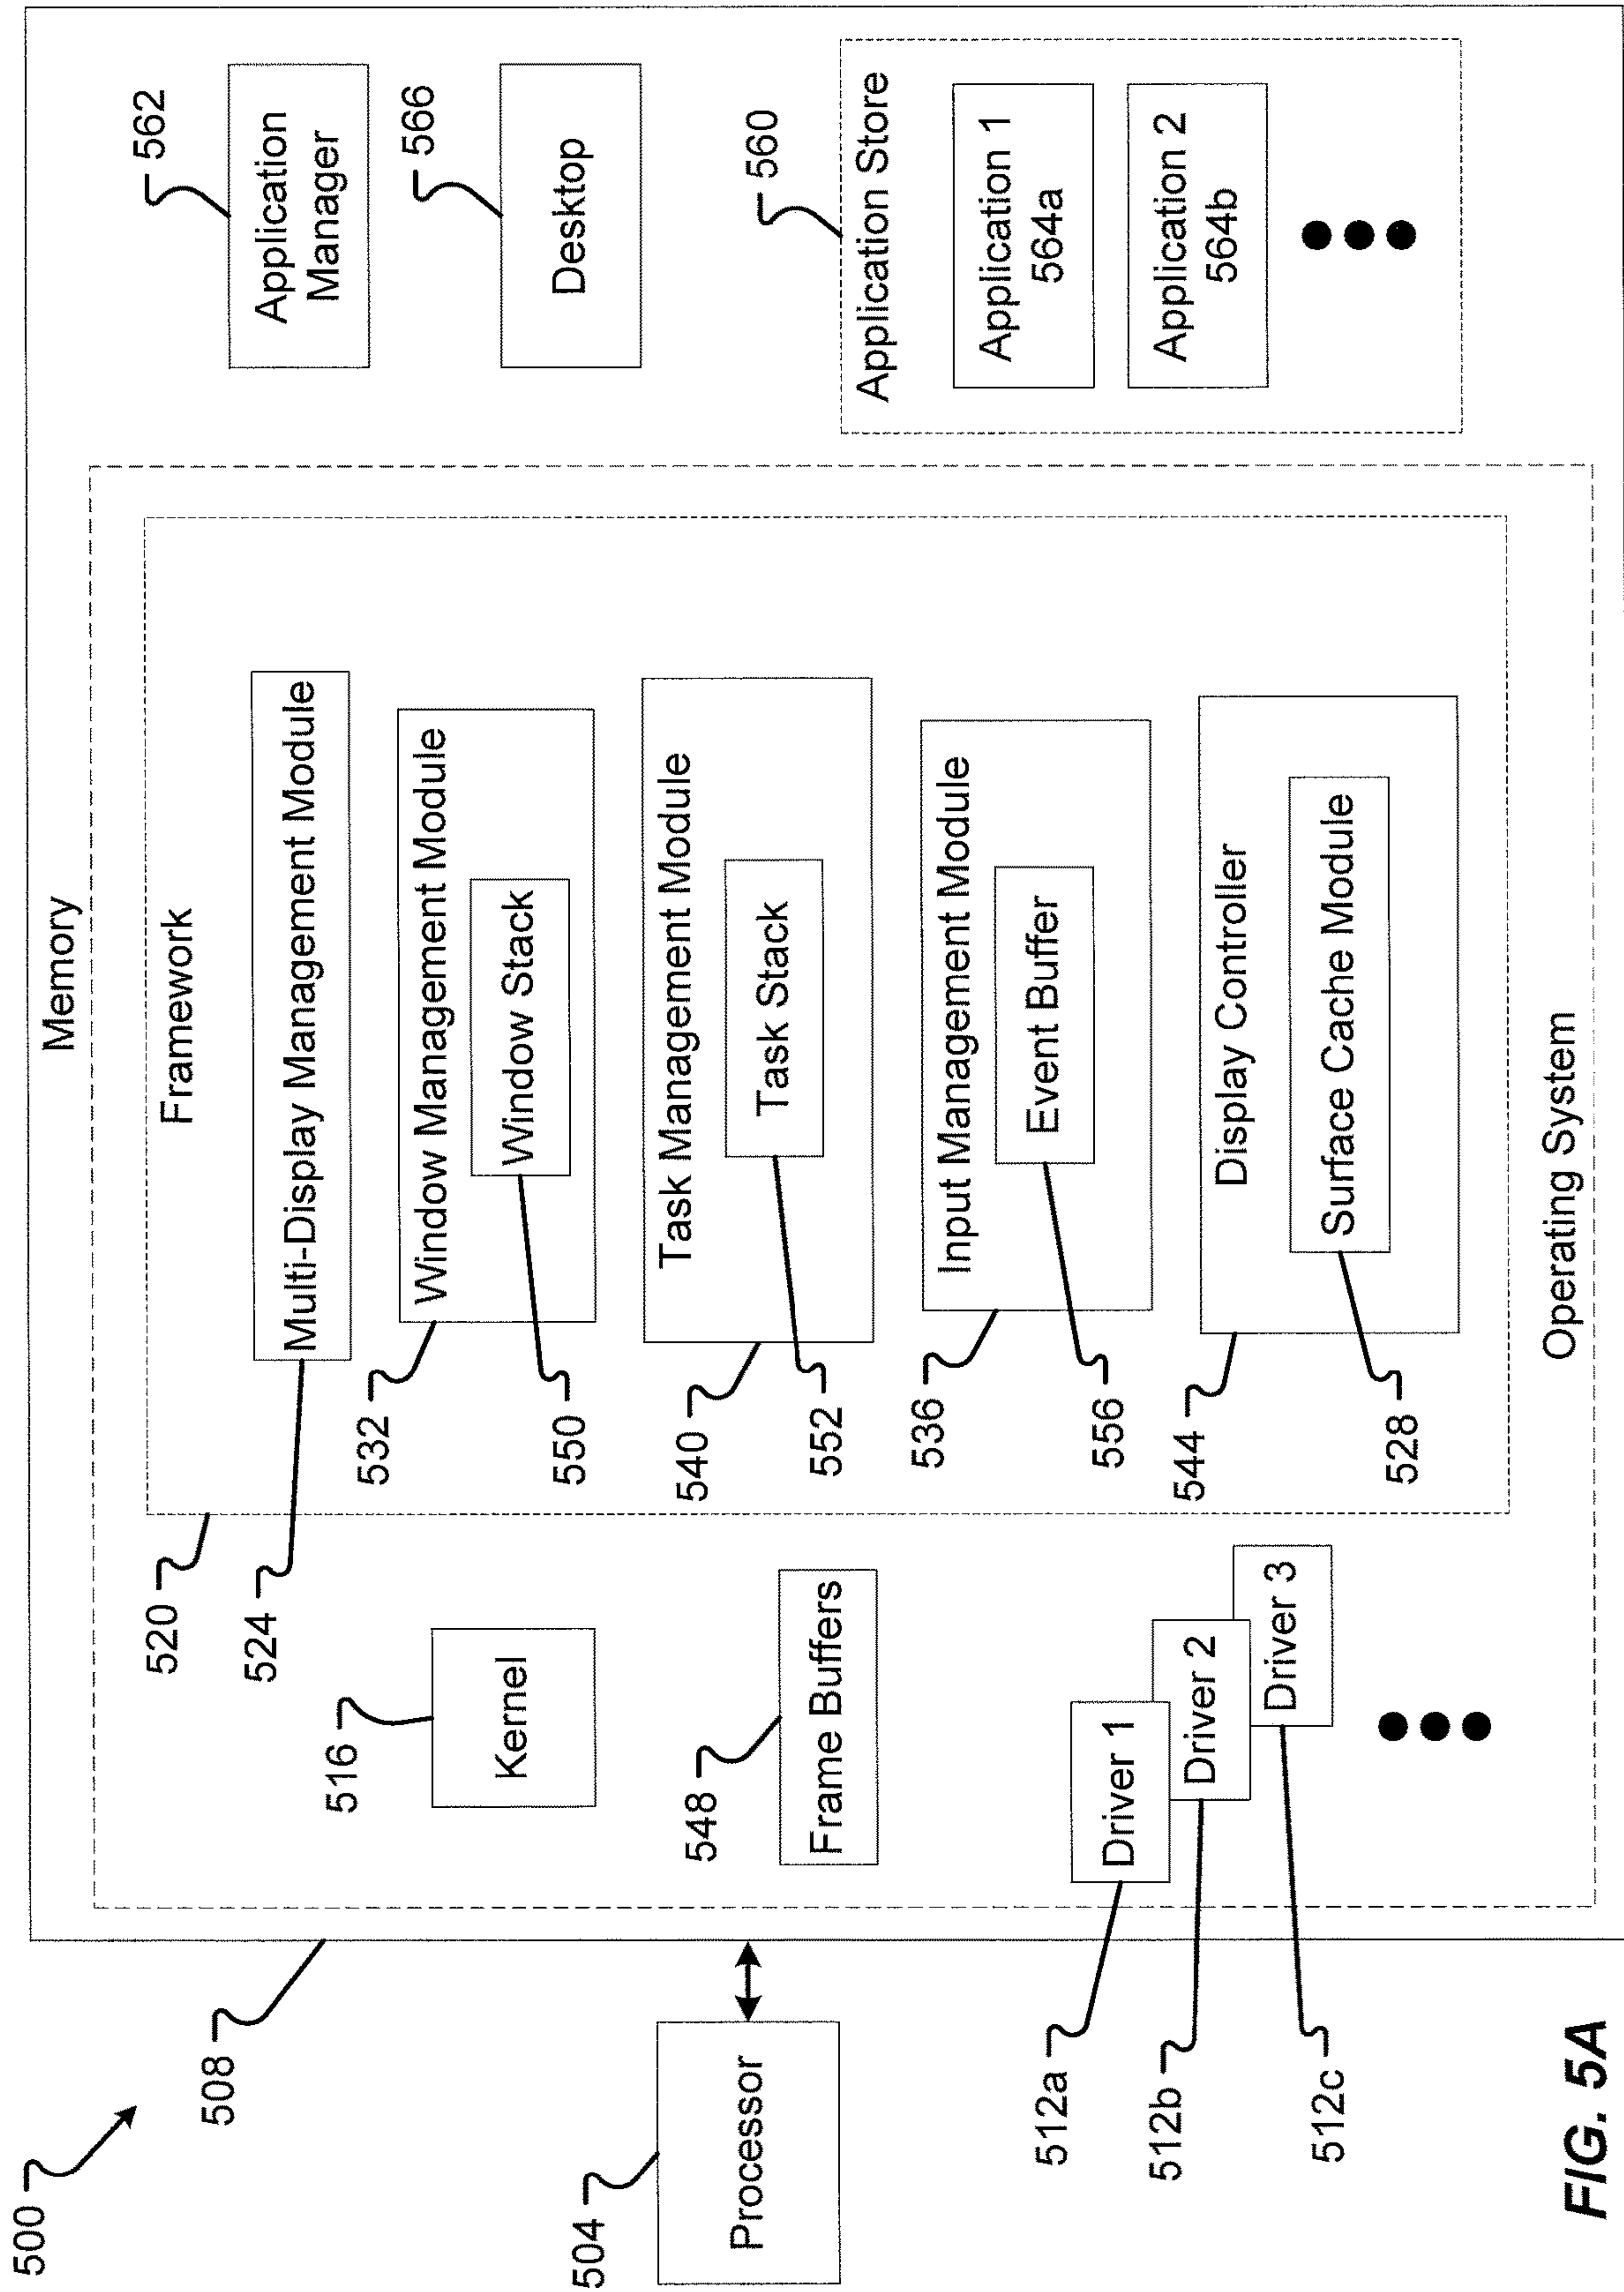 500
508
Memory
504
Processor
Operating System
516
Kernel
548
Frame Buffers
512a
Driver 1
512b
Driver 2
512c
Driver 3
520
Framework
524
Multi-Display Management Module
532
Window Management Module
550
Window Stack
540
Task Management Module
552
Task Stack
536
Input Management Module
556
Event Buffer
544
Display Controller
528
Surface Cache Module
562
Application
Manager
566
Desktop
560
Application Store
Application 1
564a
Application 2
564b
FIG. 5A